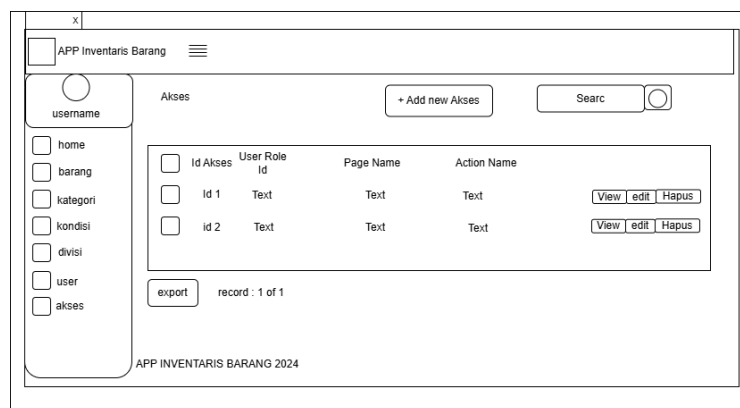 x
APP Inventaris Barang
username
home
barang
kategori
kondisi
divisi
user
akses
Akses
+ Add new Akses
Searc
Id Akses User Role Id Page Name Action Name
Id 1 Text Text Text View edit Hapus
id 2 Text Text Text View edit Hapus
export record : 1 of 1
APP INVENTARIS BARANG 2024